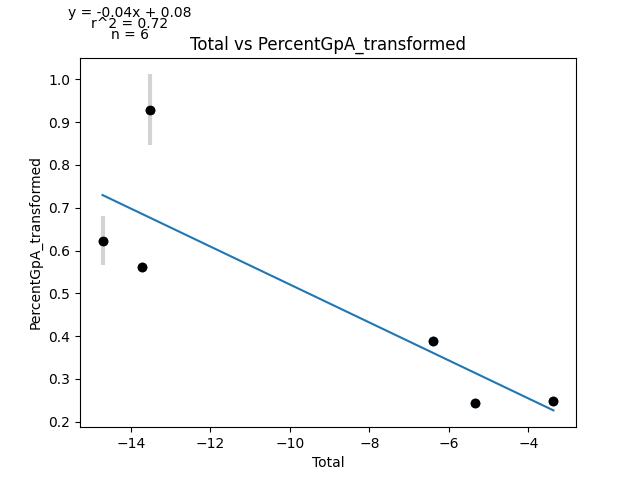 y = -0.04x + 0.08
r^2 = 0.72
n = 6
Total vs PercentGpA_transformed
PercentGpA_transformed
1.0
0.9
0.8
0.7
0.6
0.5
0.4
0.3
0.2
−14
−12
−10
−8
−6
−4
Total